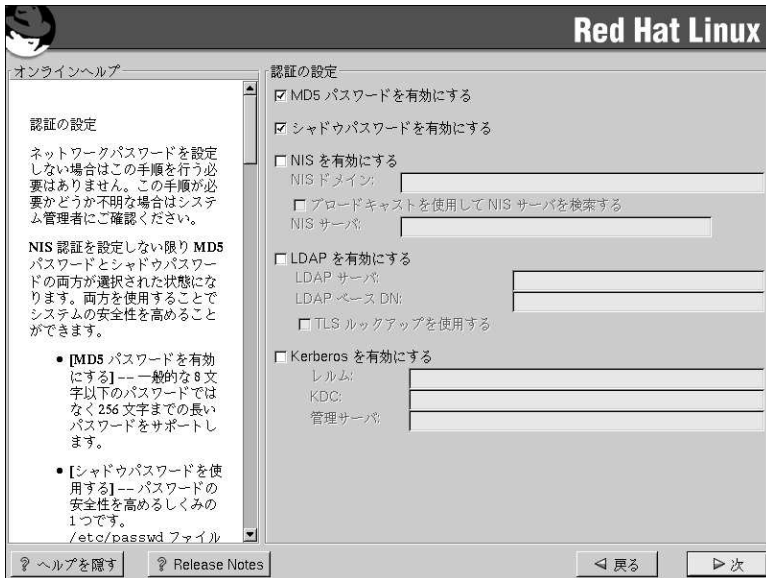 Red Hat Linux
オンラインヘルプ
認証の設定
ネットワークパスワードを設定
しない場合はこの手順を行う必
要はありません。この手順が必
要かどうか不明な場合はシステ
ム管理者にご確認ください。
NIS 認証を設定しない限り MD5
パスワードとシャドウパスワー
ドの両方が選択された状態にな
ります。両方を使用することで
システムの安全性を高めること
ができます。
• [MD5 パスワードを有効
にする] -- 一般的な 8 文
字以下のパスワードでは
なく 256 文字までの長い
パスワードをサポートし
ます。
• [シャドウパスワードを使
用する] -- パスワードの
安全性を高めるしくみの
1 つです。
/etc/passwd ファイル
認証の設定
MD5 パスワードを有効にする
シャドウパスワードを有効にする
NIS を有効にする
NIS ドメイン:
ブロードキャストを使用して NIS サーバを検索する
NIS サーバ:
LDAP を有効にする
LDAP サーバ:
LDAP ベース DN:
TLS ルックアップを使用する
Kerberos を有効にする
レルム:
KDC:
管理サーバ:
? ヘルプを隠す
? Release Notes
戻る
次